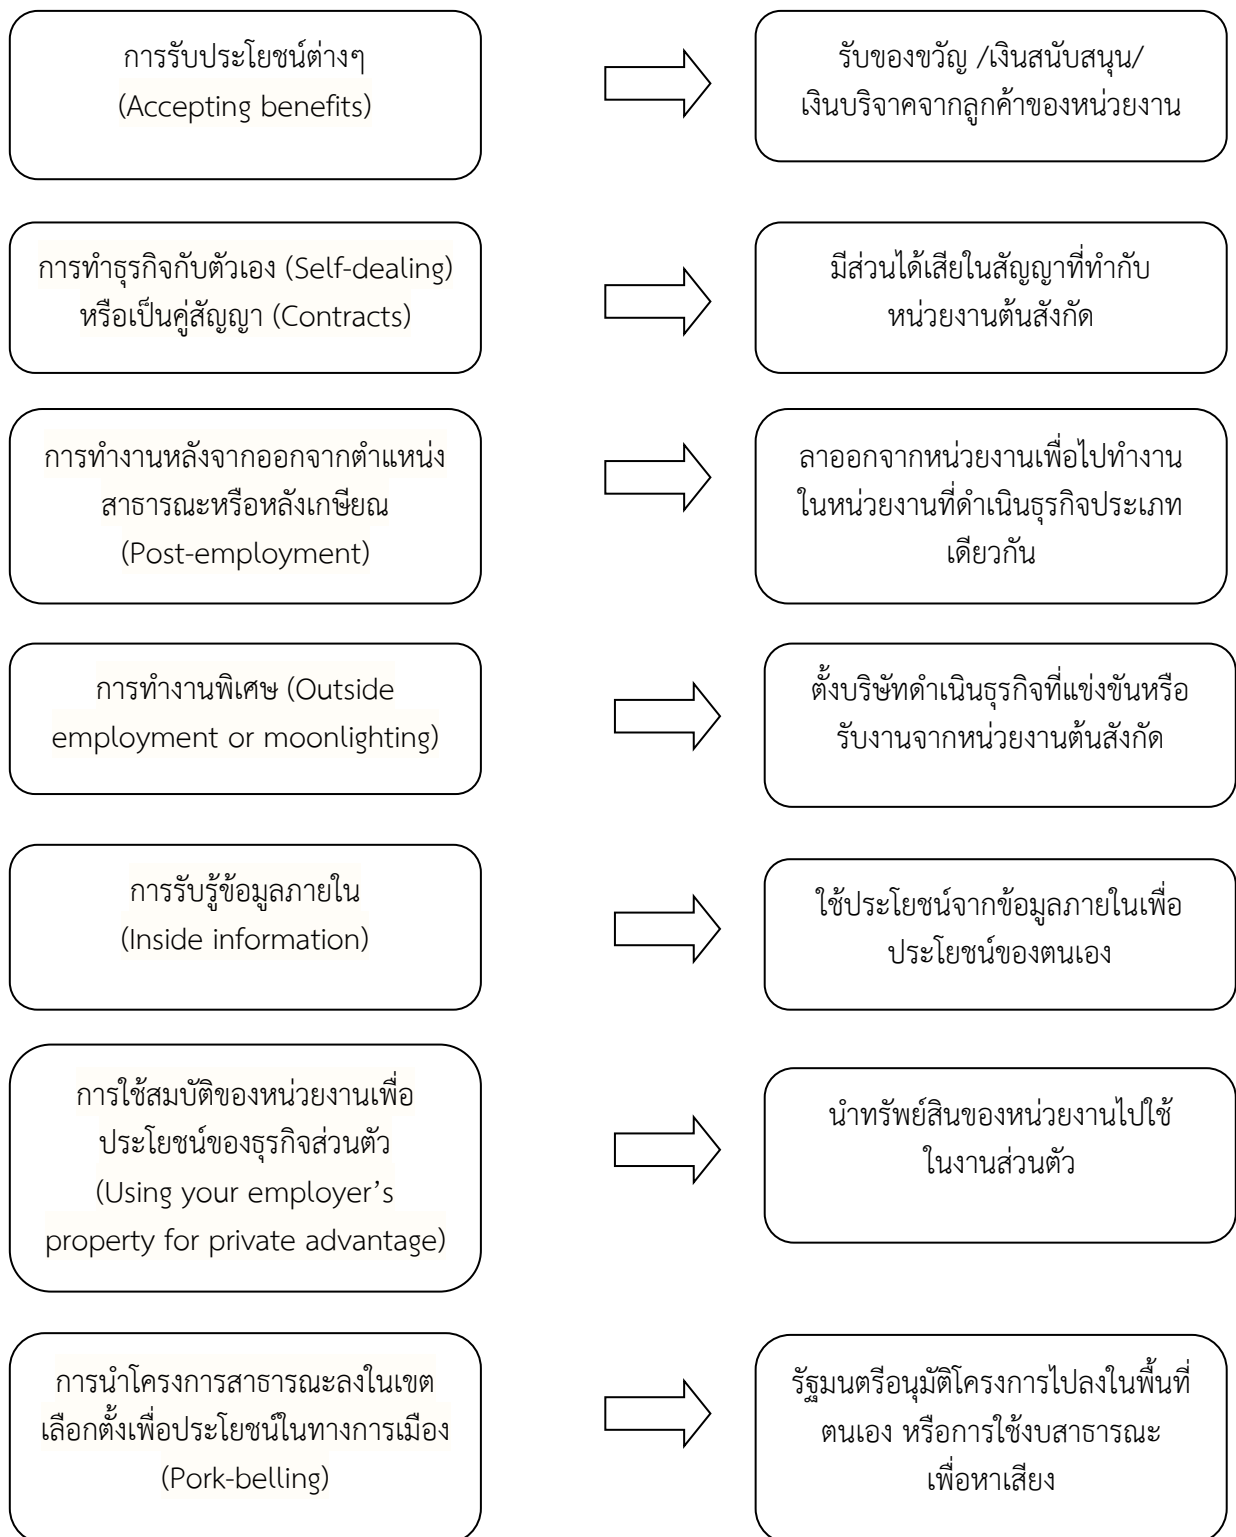 การรับประโยชน์ต่างๆ
(Accepting benefits)
รับของขวัญ /เงินสนับสนุน/
เงินบริจาคจากลูกค้าของหน่วยงาน
การทำธุรกิจกับตัวเอง (Self-dealing)
หรือเป็นคู่สัญญา (Contracts)
มีส่วนได้เสียในสัญญาที่ทำกับ
หน่วยงานต้นสังกัด
การทำงานหลังจากออกจากตำแหน่ง
สาธารณะหรือหลังเกษียณ
(Post-employment)
ลาออกจากหน่วยงานเพื่อไปทำงาน
ในหน่วยงานที่ดำเนินธุรกิจประเภท
เดียวกัน
การทำงานพิเศษ (Outside
employment or moonlighting)
ตั้งบริษัทดำเนินธุรกิจที่แข่งขันหรือ
รับงานจากหน่วยงานต้นสังกัด
การรับรู้ข้อมูลภายใน
(Inside information)
ใช้ประโยชน์จากข้อมูลภายในเพื่อ
ประโยชน์ของตนเอง
การใช้สมบัติของหน่วยงานเพื่อ
ประโยชน์ของธุรกิจส่วนตัว
(Using your employer’s
property for private advantage)
นำทรัพย์สินของหน่วยงานไปใช้
ในงานส่วนตัว
การนำโครงการสาธารณะลงในเขต
เลือกตั้งเพื่อประโยชน์ในทางการเมือง
(Pork-belling)
รัฐมนตรีอนุมัติโครงการไปลงในพื้นที่
ตนเอง หรือการใช้งบสาธารณะ
เพื่อหาเสียง